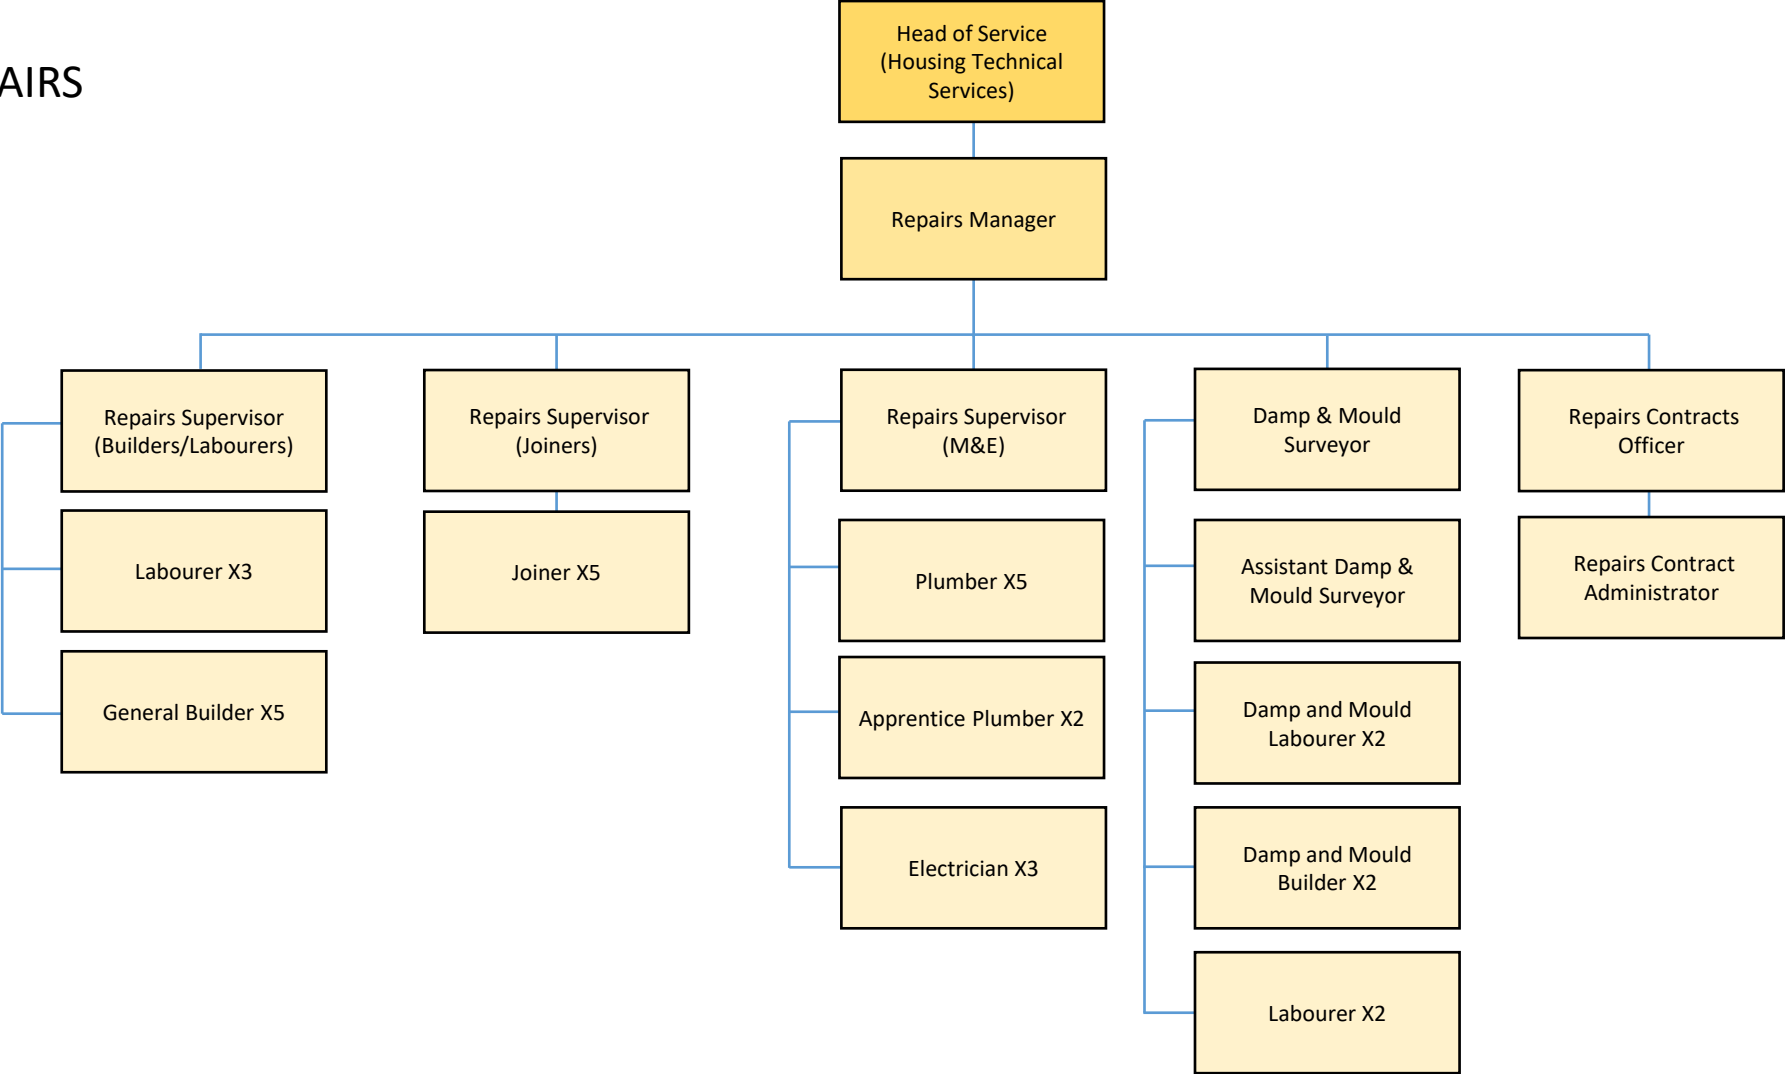 AIRS
Head of Service
(Housing Technical
Services)
Repairs Manager
Repairs Supervisor
(Builders/Labourers)
Labourer X3
General Builder X5
Repairs Supervisor
(Joiners)
Joiner X5
Repairs Supervisor
(M&E)
Plumber X5
Apprentice Plumber X2
Electrician X3
Damp & Mould
Surveyor
Assistant Damp &
Mould Surveyor
Damp and Mould
Labourer X2
Damp and Mould
Builder X2
Labourer X2
Repairs Contracts
Officer
Repairs Contract
Administrator